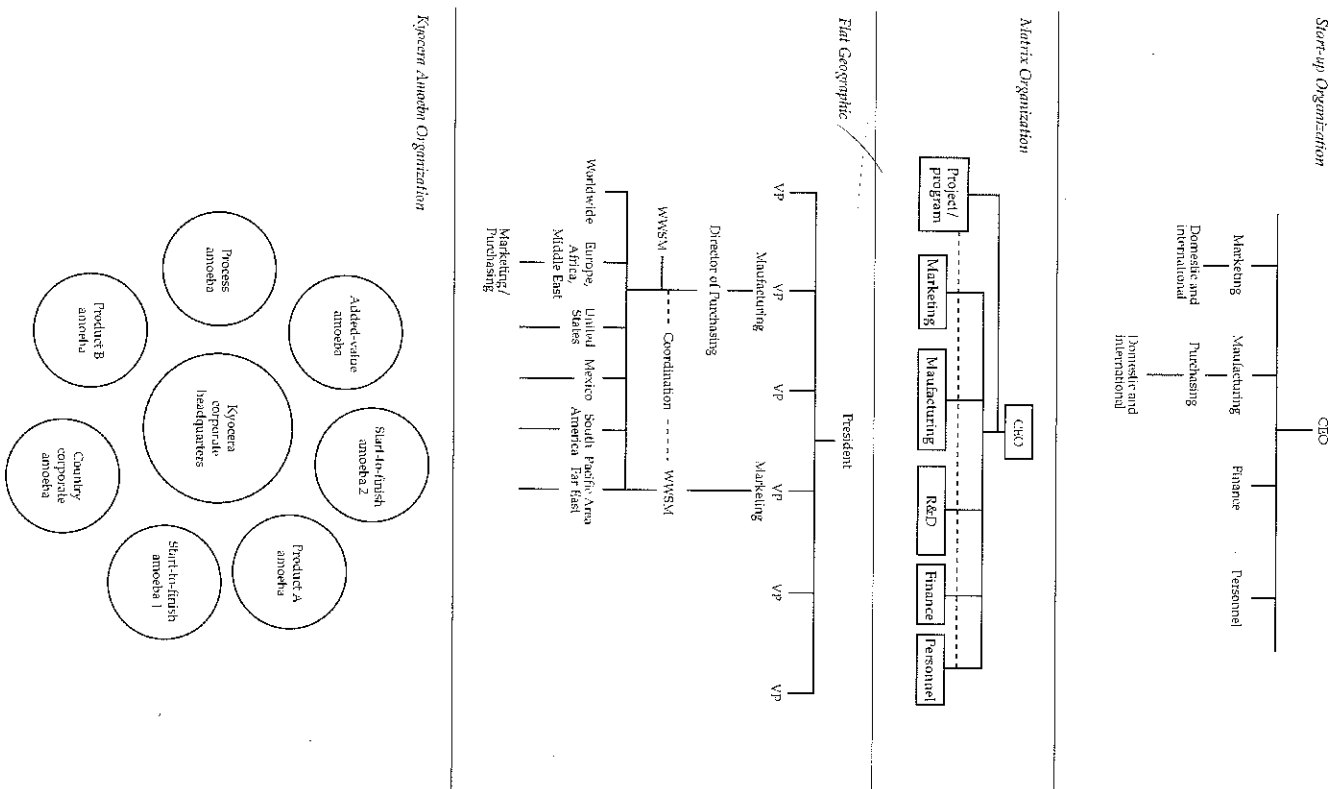 Start-up Organization
CEO
Marketing
Maufacturing
Finance
Personnel
Domestic and
international
Purchasing
Domestic and
international
Matrix Organization
CEO
Project/
program
Marketing
Maufacturing
R&D
Finance
Personnel
Flat Geographic
President
VP
VP
VP
VP
VP
VP
Maufacturing
Marketing
Director of Purchasing
WWSM
Coordination
WWSM
Worldwide
Europe,
Africa,
Middle East
United
States
Mexico
South
America
Pacific Area
Far East
Marketing/
Purchasing
Kyocera Amoeba Organization
Added-value
amoeba
Start-to-finish
amoeba 2
Process
amoeba
Kyocera
corporate
headquarters
Product A
amoeba
Product B
amoeba
Country
corporate
amoeba
Start-to-finish
amoeba 1